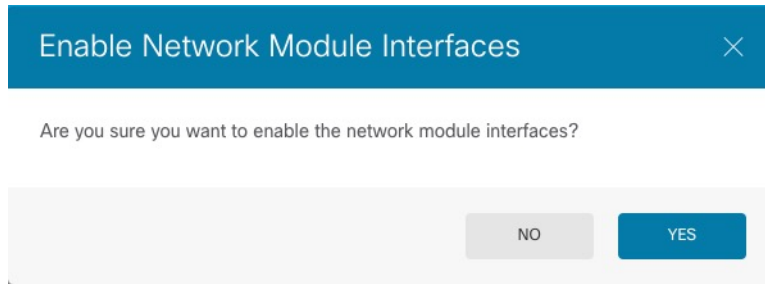 Enable Network Module Interfaces
Are you sure you want to enable the network module interfaces?
NO
YES